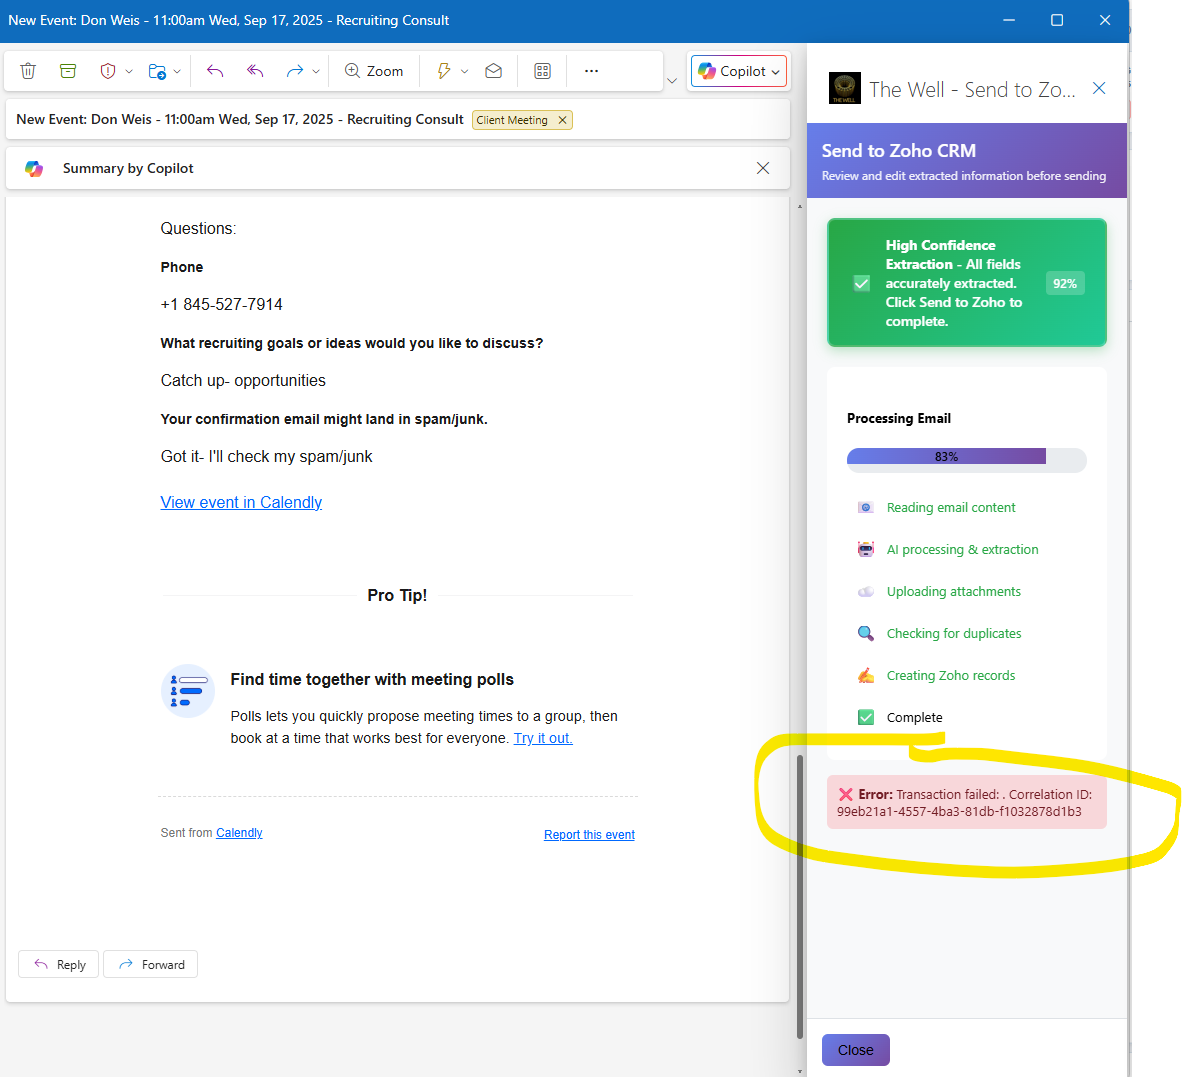 New Event: Don Weis - 11:00am Wed, Sep 17, 2025 - Recruiting Consult
Zoom
Copilot
New Event: Don Weis - 11:00am Wed, Sep 17, 2025 - Recruiting Consult Client Meeting
Summary by Copilot
Questions:
Phone
+1 845-527-7914
What recruiting goals or ideas would you like to discuss?
Catch up- opportunities
Your confirmation email might land in spam/junk.
Got it- I'll check my spam/junk
View event in Calendly
Pro Tip!
Find time together with meeting polls
Polls lets you quickly propose meeting times to a group, then
book at a time that works best for everyone. Try it out.
Sent from Calendly
Report this event
Reply
Forward
THE WELL
The Well - Send to Zo...
Send to Zoho CRM
Review and edit extracted information before sending
High Confidence
Extraction - All fields
accurately extracted.
Click Send to Zoho to
complete.
92%
Processing Email
83%
Reading email content
AI processing & extraction
Uploading attachments
Checking for duplicates
Creating Zoho records
Complete
❌ Error: Transaction failed: . Correlation ID:
99eb21a1-4557-4ba3-81db-f1032878d1b3
Close